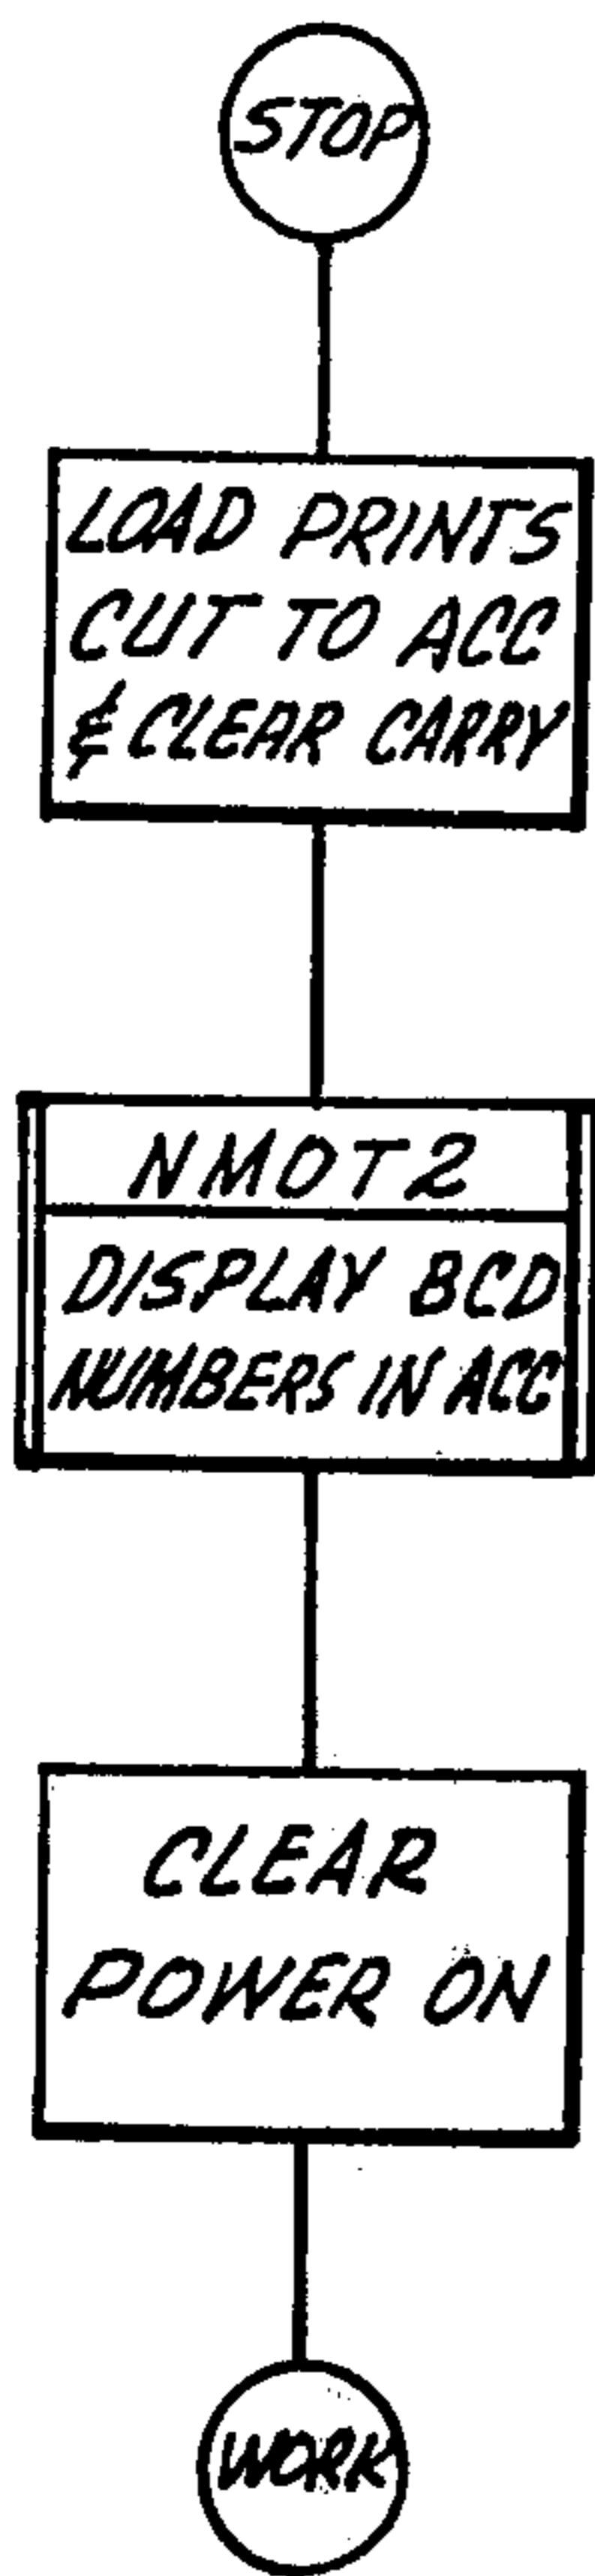 STOP
LOAD PRINTS
CUT TO ACC
& CLEAR CARRY
NMOT2
DISPLAY BCD
NUMBERS IN ACC
CLEAR
POWER ON
WORK